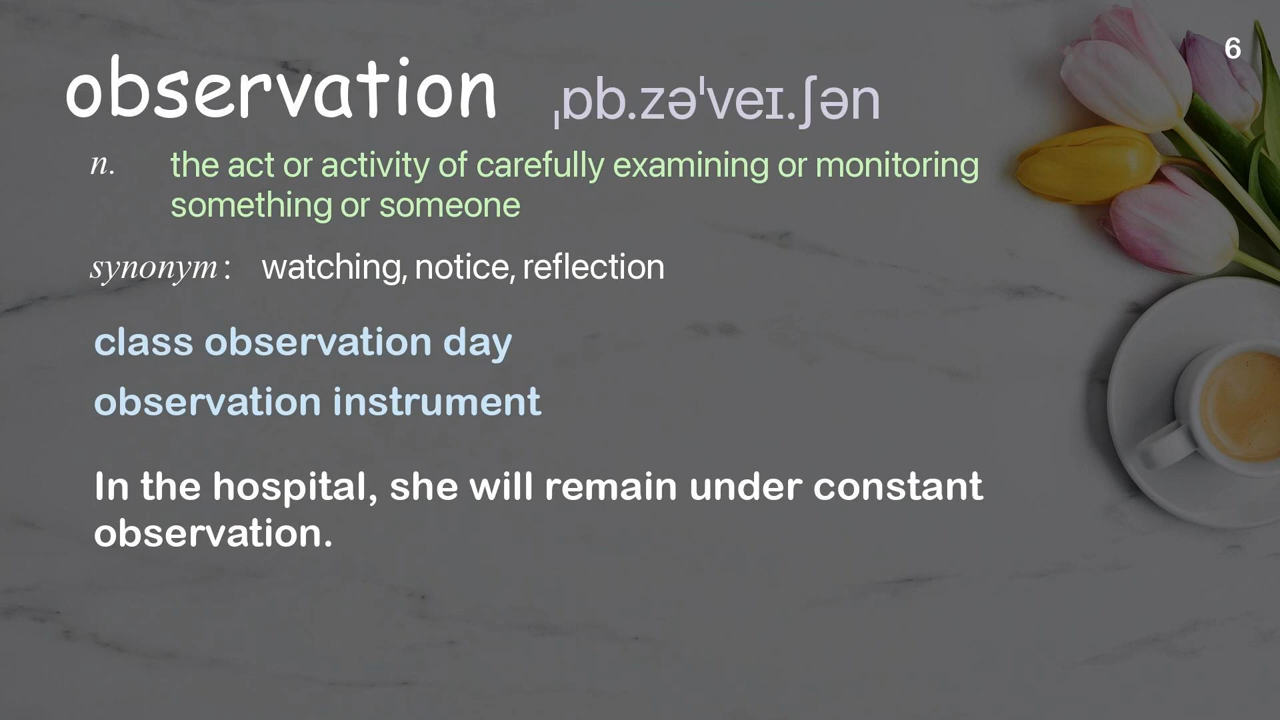 6
observation ˌɒb.zəˈveɪ.ʃən
n. the act or activity of carefully examining or monitoring
something or someone
synonym: watching, notice, reflection
class observation day
observation instrument
In the hospital, she will remain under constant
observation.